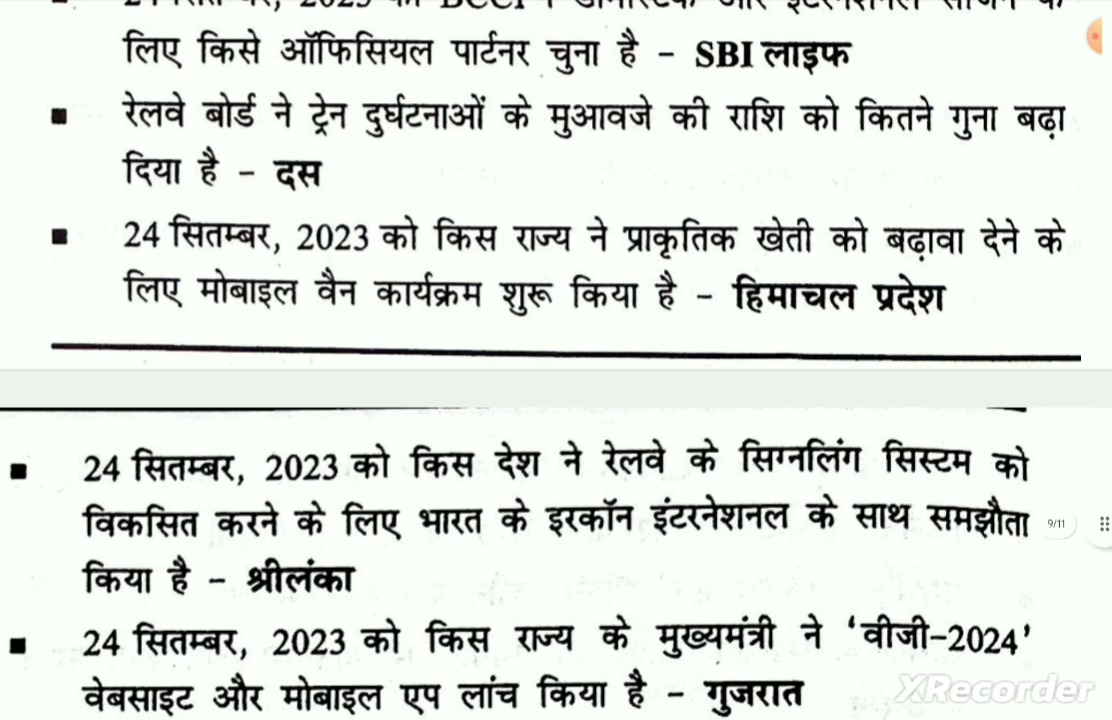 लिए किसे ऑफिसियल पार्टनर चुना है - SBI लाइफ
■ रेलवे बोर्ड ने ट्रेन दुर्घटनाओं के मुआवजे की राशि को कितने गुना बढ़ा
दिया है - दस
■ 24 सितम्बर, 2023 को किस राज्य ने प्राकृतिक खेती को बढ़ावा देने के
लिए मोबाइल वैन कार्यक्रम शुरू किया है - हिमाचल प्रदेश
■ 24 सितम्बर, 2023 को किस देश ने रेलवे के सिग्नलिंग सिस्टम को
विकसित करने के लिए भारत के इरकॉन इंटरनेशनल के साथ समझौता
9/11
किया है - श्रीलंका
■ 24 सितम्बर, 2023 को किस राज्य के मुख्यमंत्री ने ‘वीजी-2024’
वेबसाइट और मोबाइल एप लांच किया है - गुजरात
XRecorder